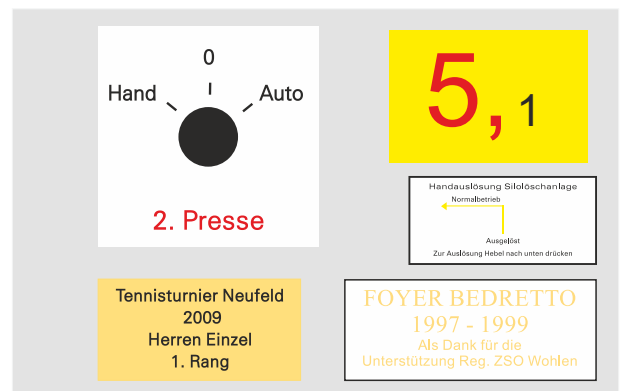 0
Hand Auto
2. Presse
5, 1
Handauslösung Silolöschanlage
Normalbetrieb
Ausgelöst
Zur Auslösung Hebel nach unten drücken
Tennisturnier Neufeld
2009
Herren Einzel
1. Rang
FOYER BEDRETTO
1997 - 1999
Als Dank für die
Unterstützung Reg. ZSO Wohlen